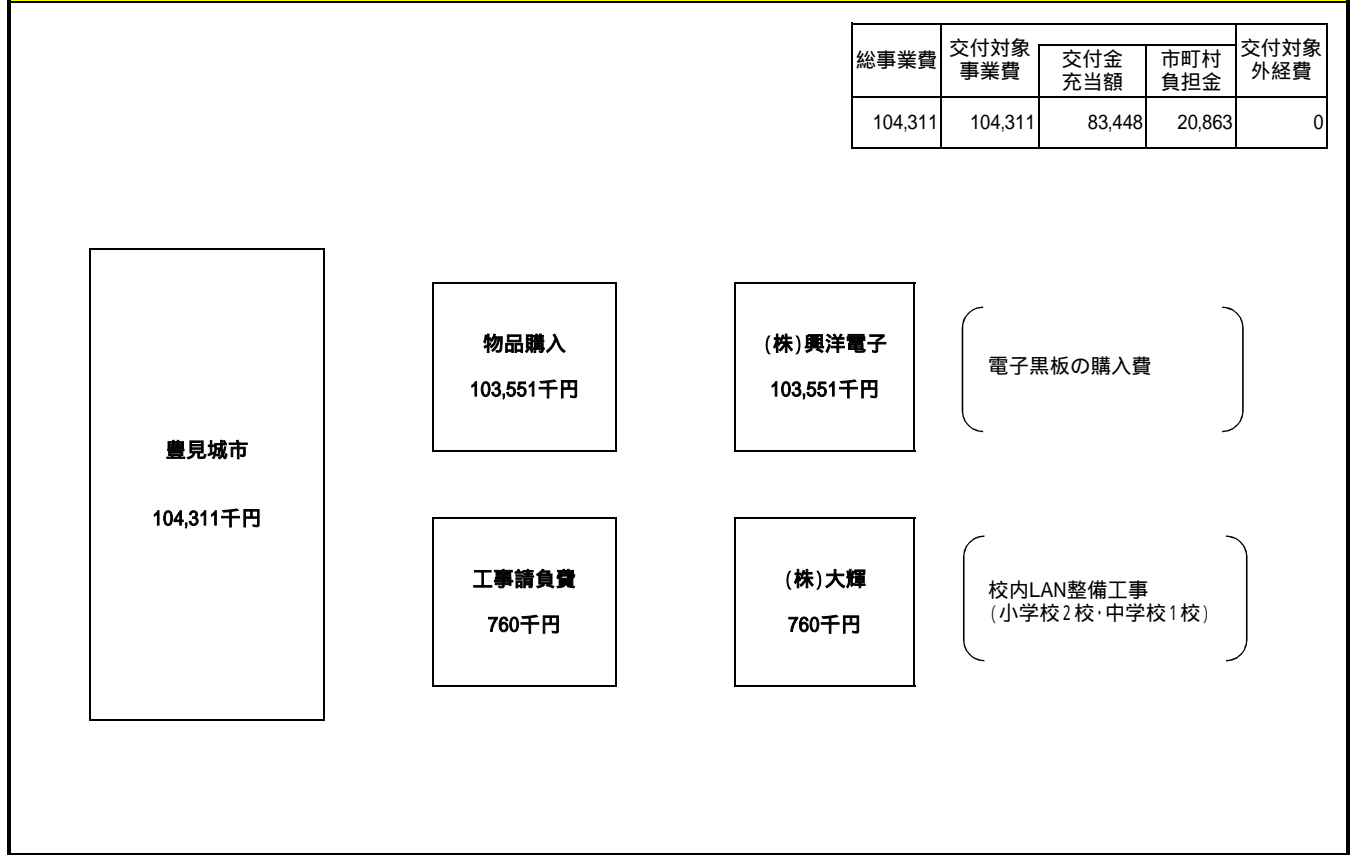 総事業費
交付対象
事業費
交付金
充当額
市町村
負担金
交付対象
外経費
104,311 104,311 83,448 20,863 0
豊見城市
104,311千円
物品購入
103,551千円
(株)興洋電子
103,551千円
電子黒板の購入費
工事請負費
760千円
(株)大輝
760千円
校内LAN整備工事
(小学校2校・中学校1校)